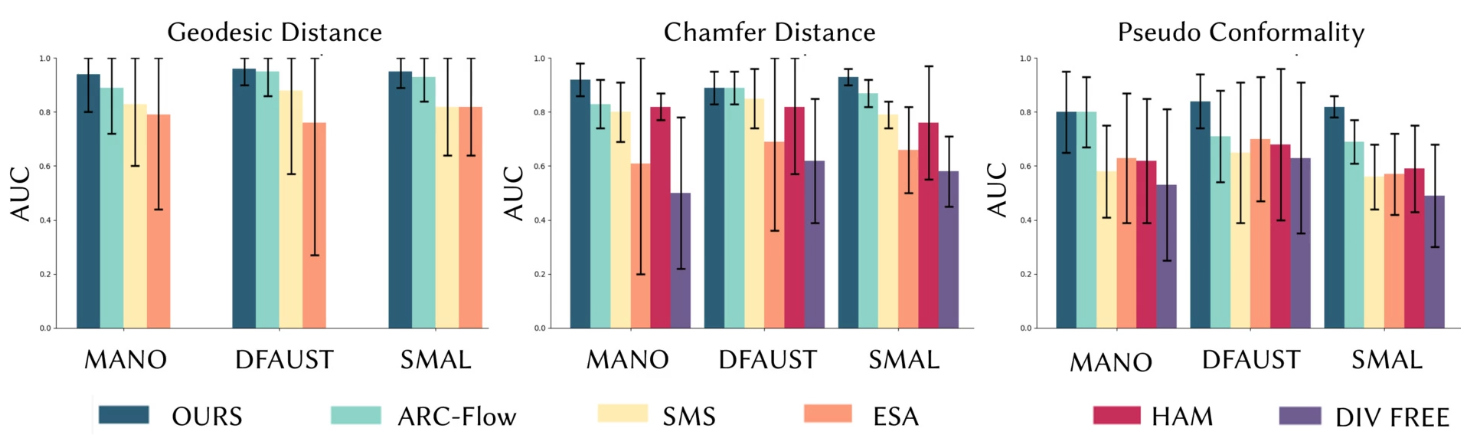 Geodesic Distance
AUC
1.0
0.8
0.6
0.4
0.2
0.0
MANO DFAUST SMAL
Chamfer Distance
AUC
1.0
0.8
0.6
0.4
0.2
0.0
MANO DFAUST SMAL
Pseudo Conformality
AUC
1.0
0.8
0.6
0.4
0.2
0.0
MANO DFAUST SMAL
OURS ARC-Flow SMS ESA HAM DIV FREE